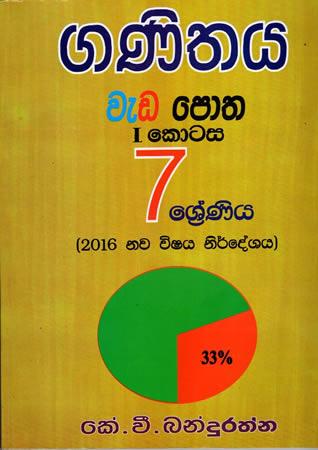 ගණිතය
වැඩ පොත
I කොටස
7 ශ්‍රේණිය
(2016 නව විෂය නිර්දේශය)
33%
කේ. වී. බන්දුරත්න